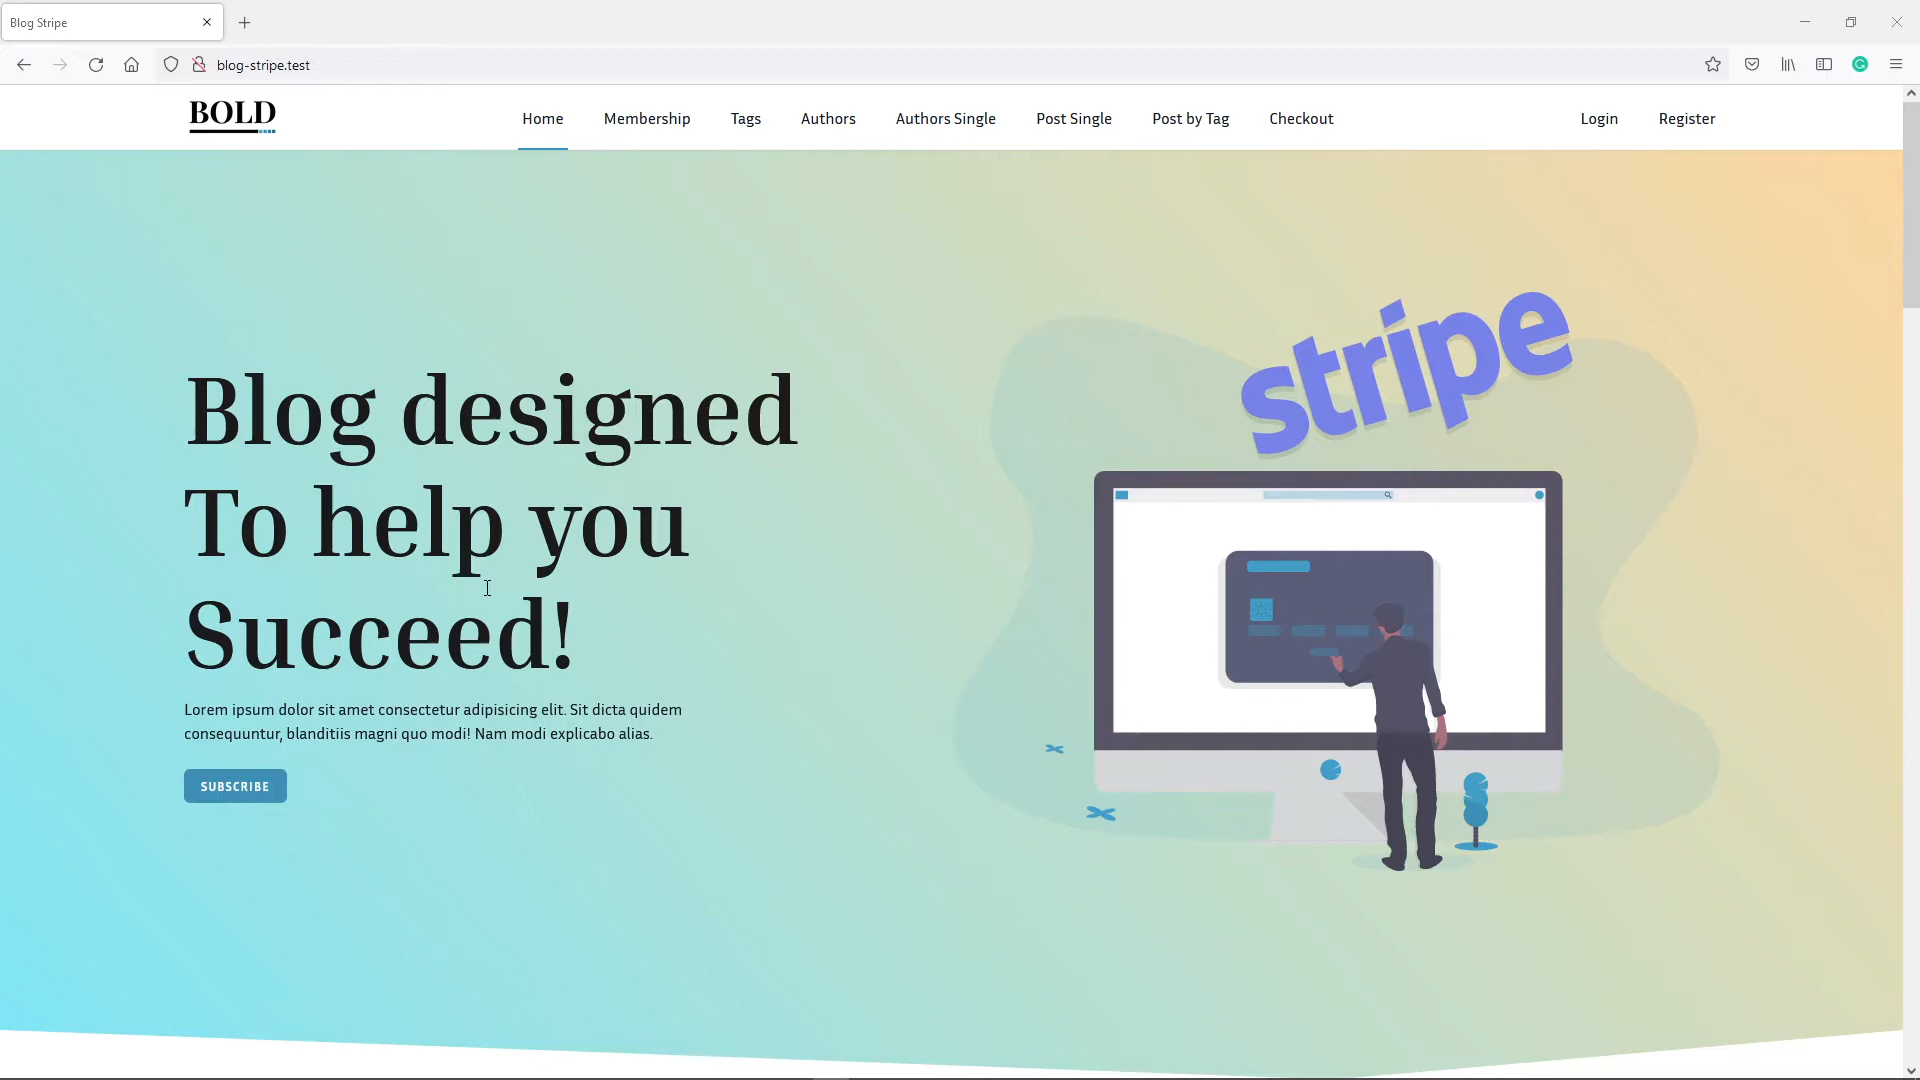 Blog Stripe
blog-stripe.test
BOLD
Home Membership Tags Authors Authors Single Post Single Post by Tag Checkout Login Register
stripe
Blog designed
To help you
Succeed!
Lorem ipsum dolor sit amet consectetur adipisicing elit. Sit dicta quidem
consequuntur, blanditiis magni quo modi! Nam modi explicabo alias.
SUBSCRIBE